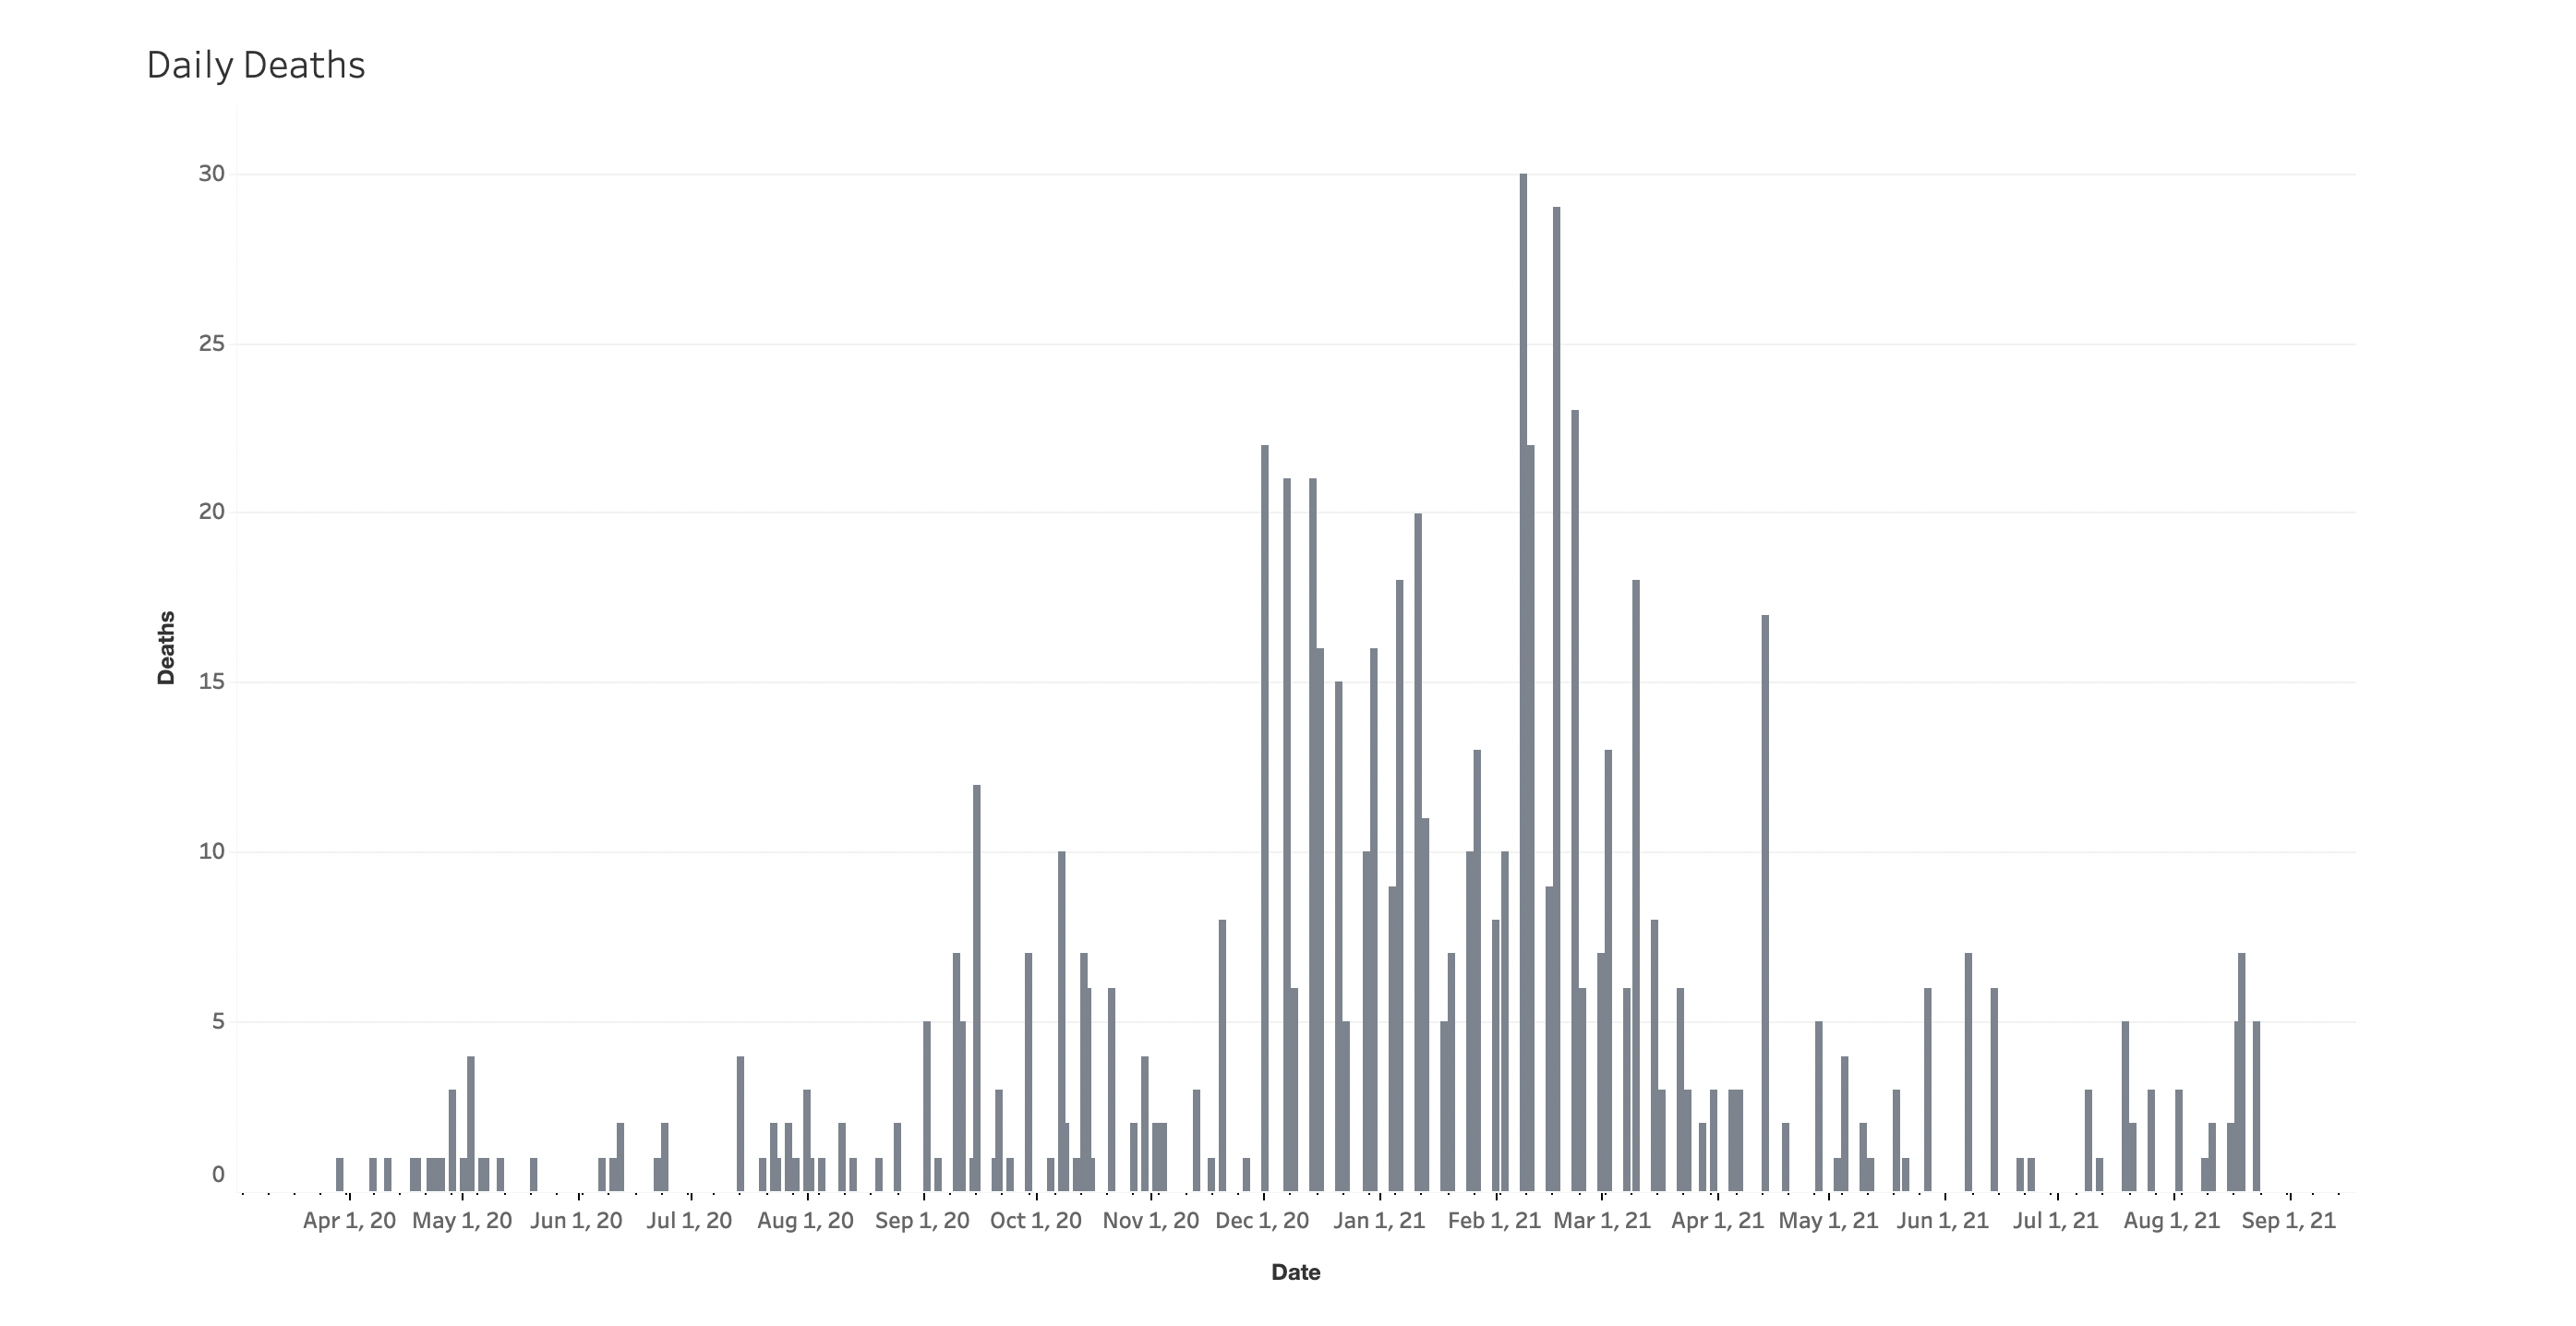 Daily Deaths
30
25
20
15
10
5
0
Deaths
Apr 1, 20 May 1, 20 Jun 1, 20 Jul 1, 20 Aug 1, 20 Sep 1, 20 Oct 1, 20 Nov 1, 20 Dec 1, 20 Jan 1, 21 Feb 1, 21 Mar 1, 21 Apr 1, 21 May 1, 21 Jun 1, 21 Jul 1, 21 Aug 1, 21 Sep 1, 21
Date